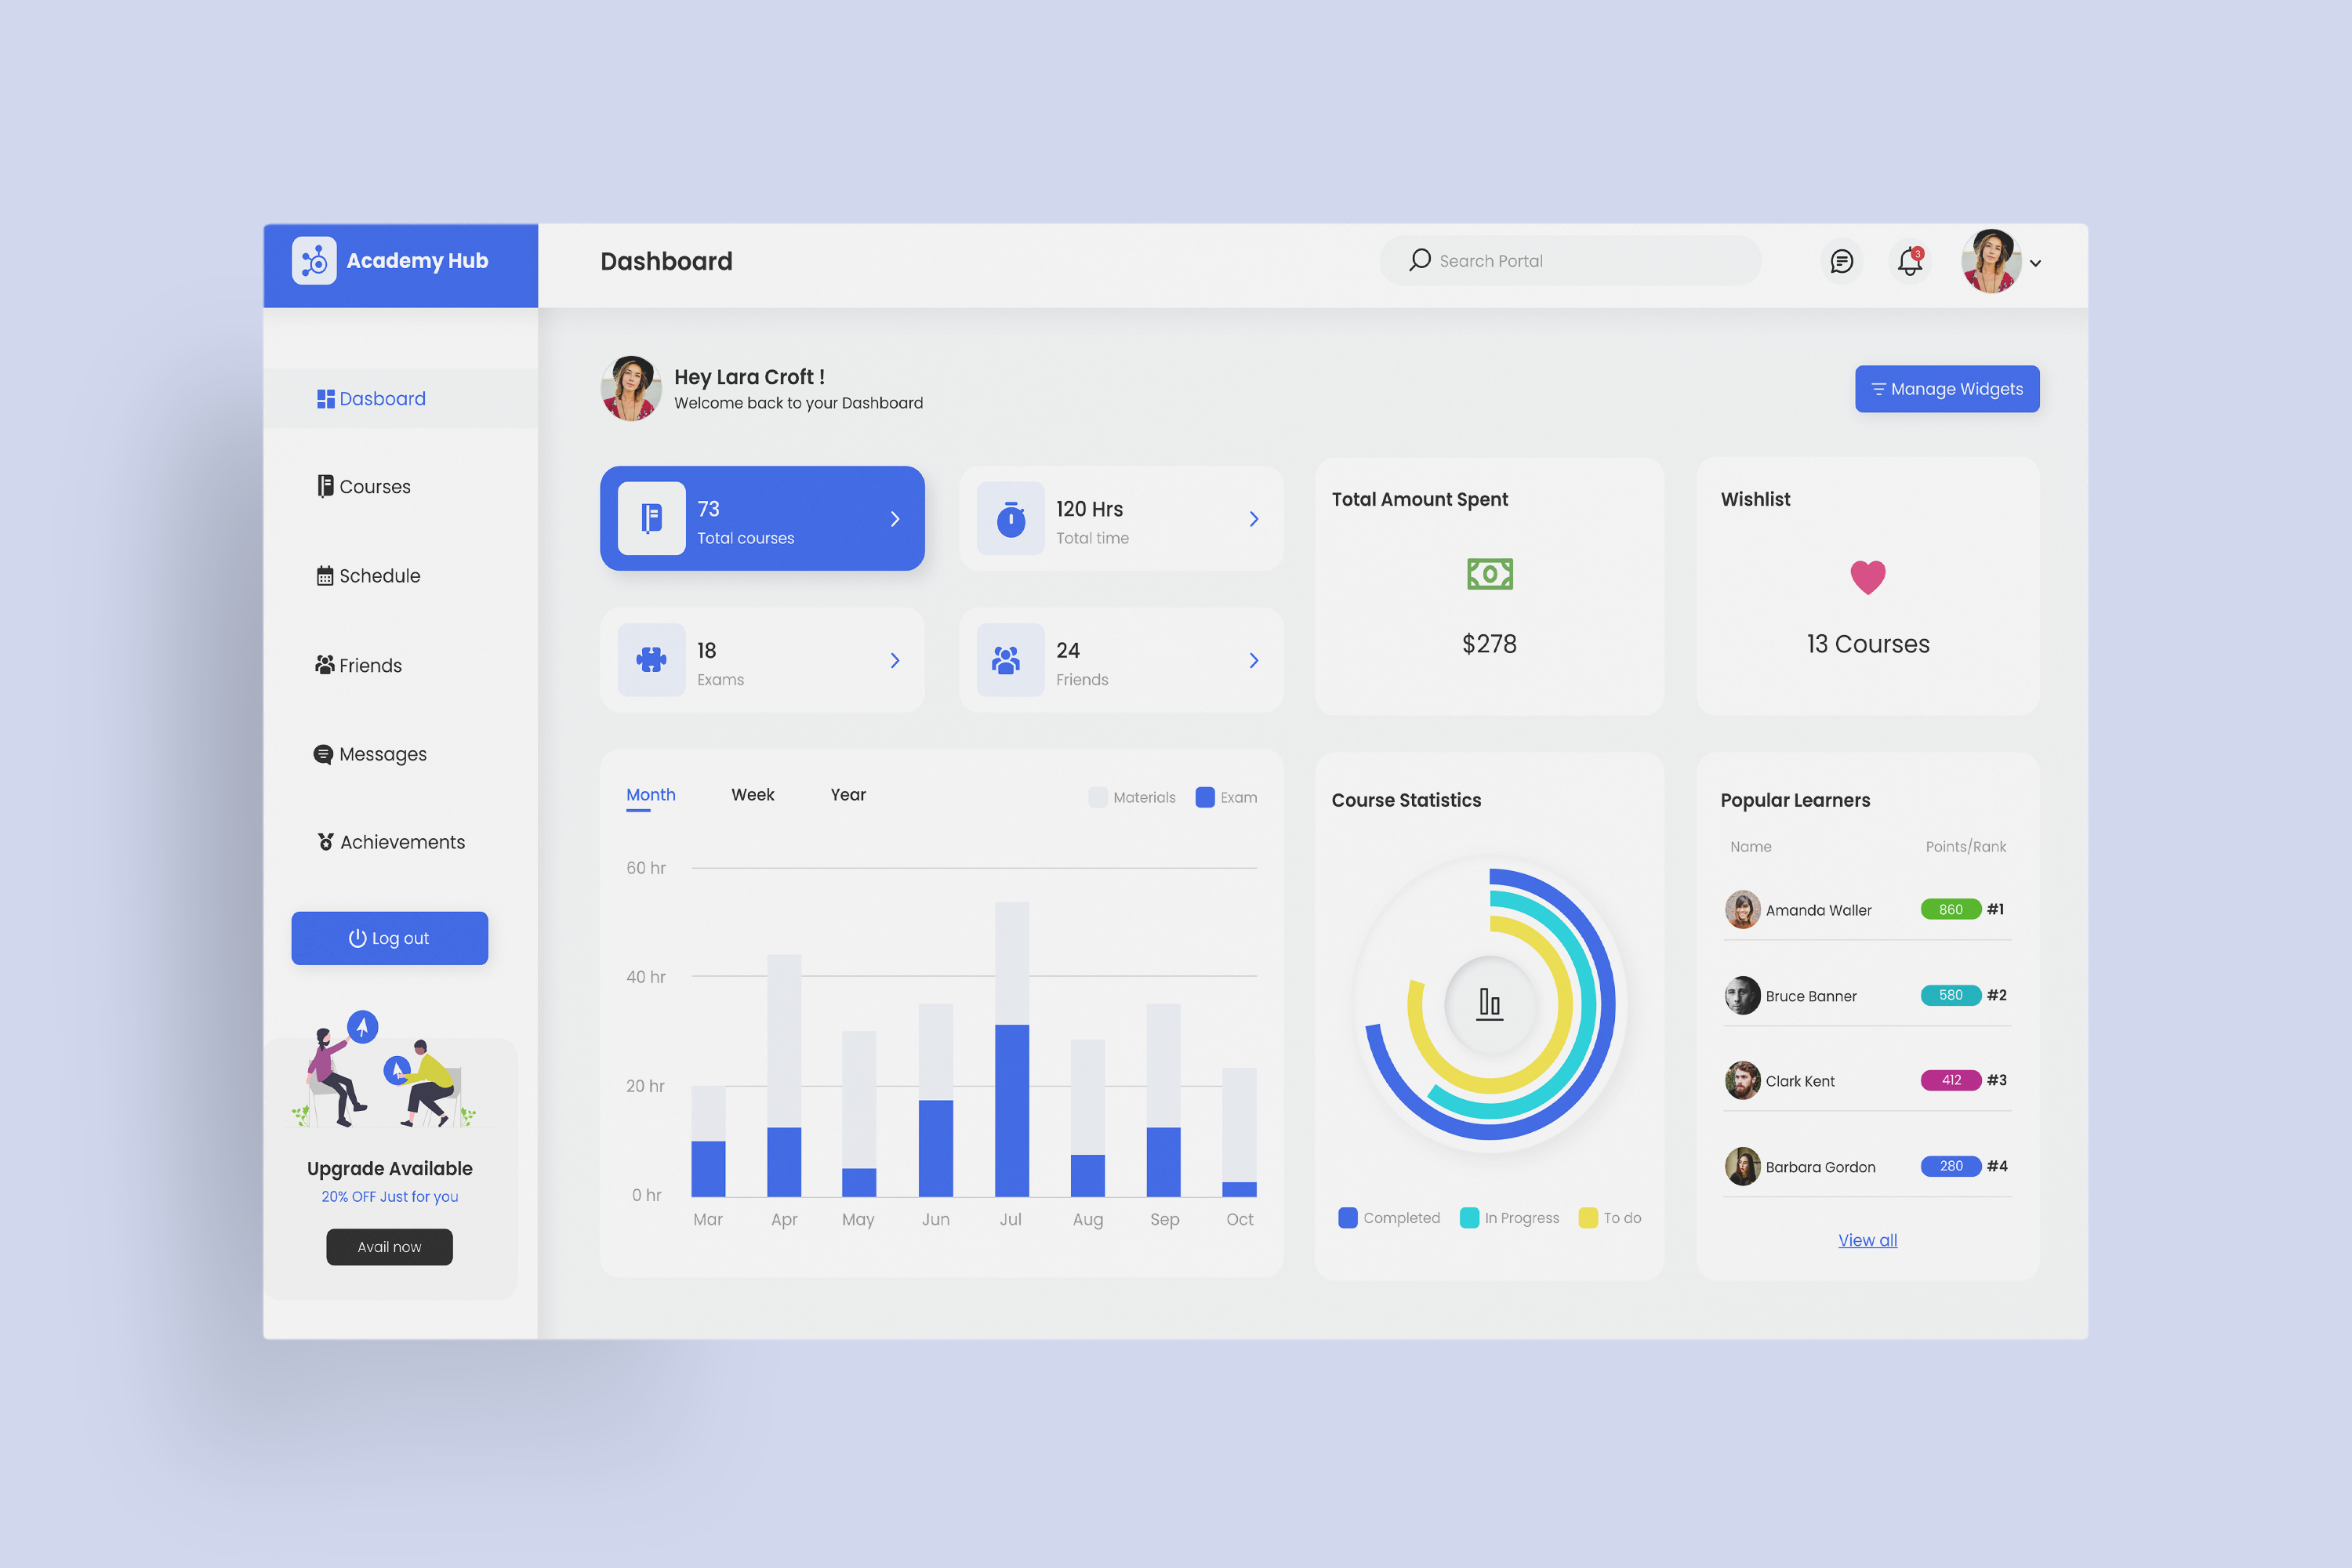 Academy Hub
Dashboard
Search Portal
3
Dasboard
Courses
Schedule
Friends
Messages
Achievements
Log out
Upgrade Available
20% OFF Just for you
Avail now
Hey Lara Croft !
Welcome back to your Dashboard
Manage Widgets
73
Total courses
120 Hrs
Total time
18
Exams
24
Friends
Total Amount Spent
$278
Wishlist
13 Courses
Month Week Year
Materials Exam
60 hr
40 hr
20 hr
0 hr
Mar Apr May Jun Jul Aug Sep Oct
Course Statistics
Completed In Progress To do
Popular Learners
Name Points/Rank
Amanda Waller 860 #1
Bruce Banner 580 #2
Clark Kent 412 #3
Barbara Gordon 280 #4
View all